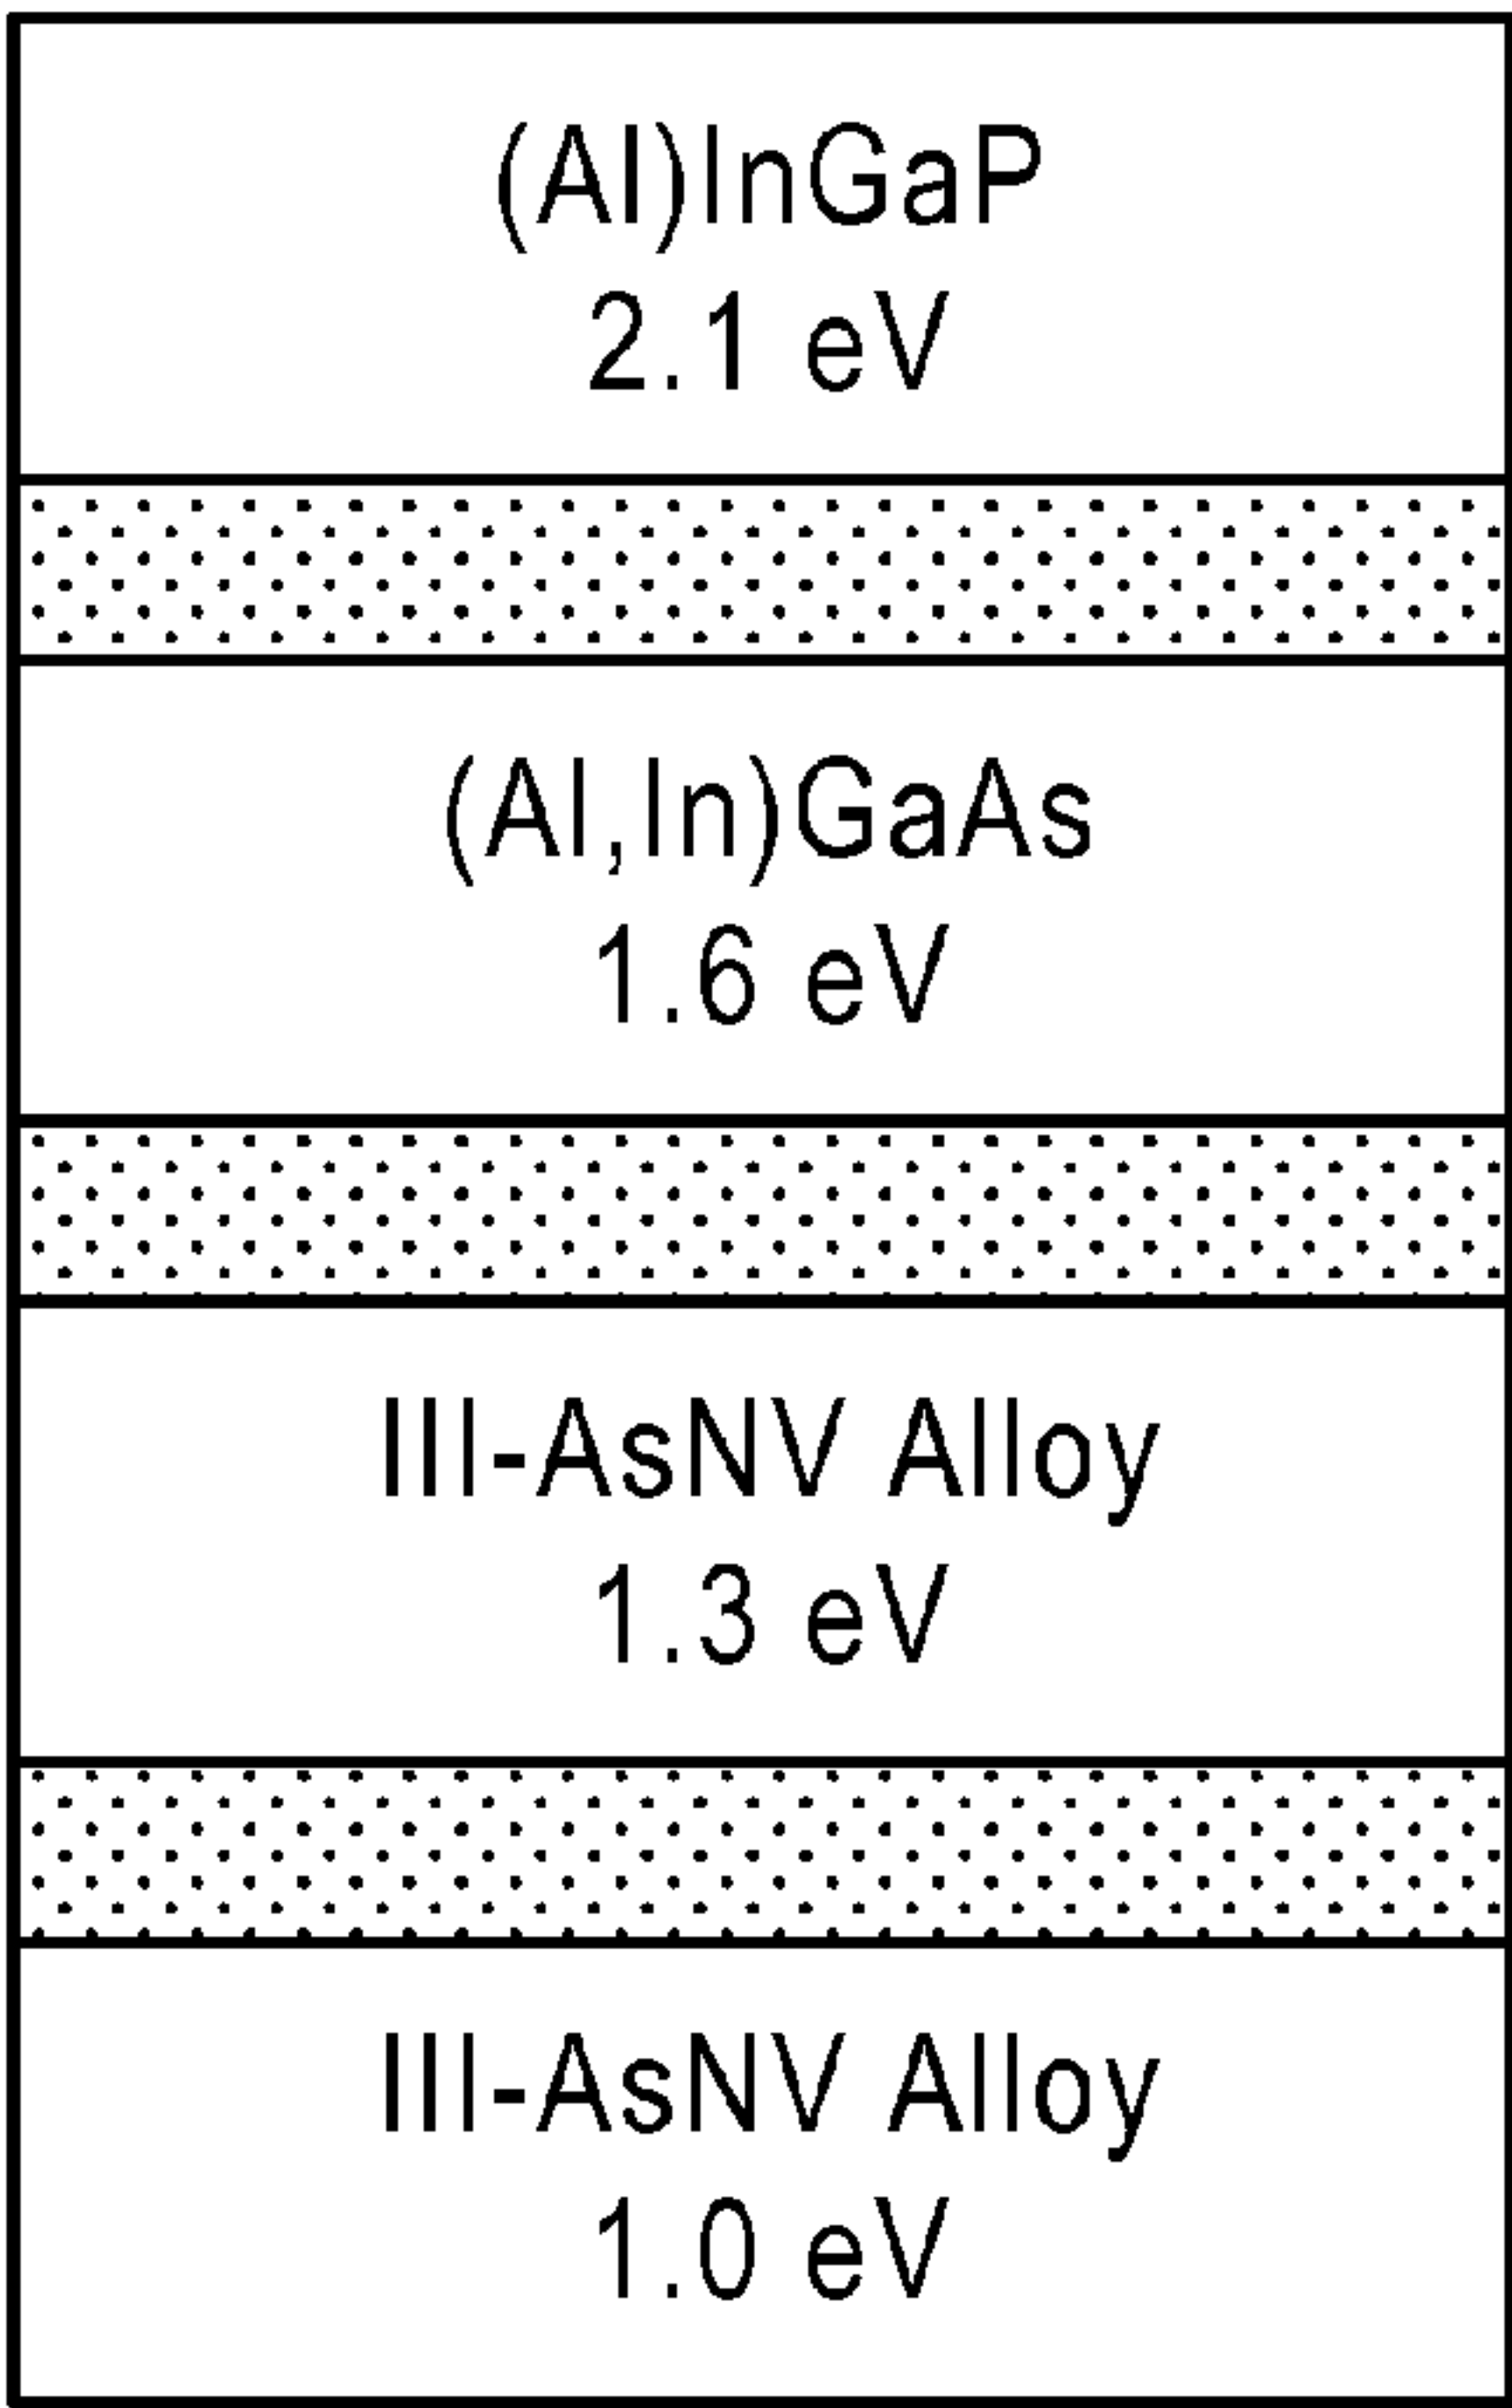 (Al)InGaP
2.1 eV
(Al,In)GaAs
1.6 eV
III-AsNV Alloy
1.3 eV
III-AsNV Alloy
1.0 eV